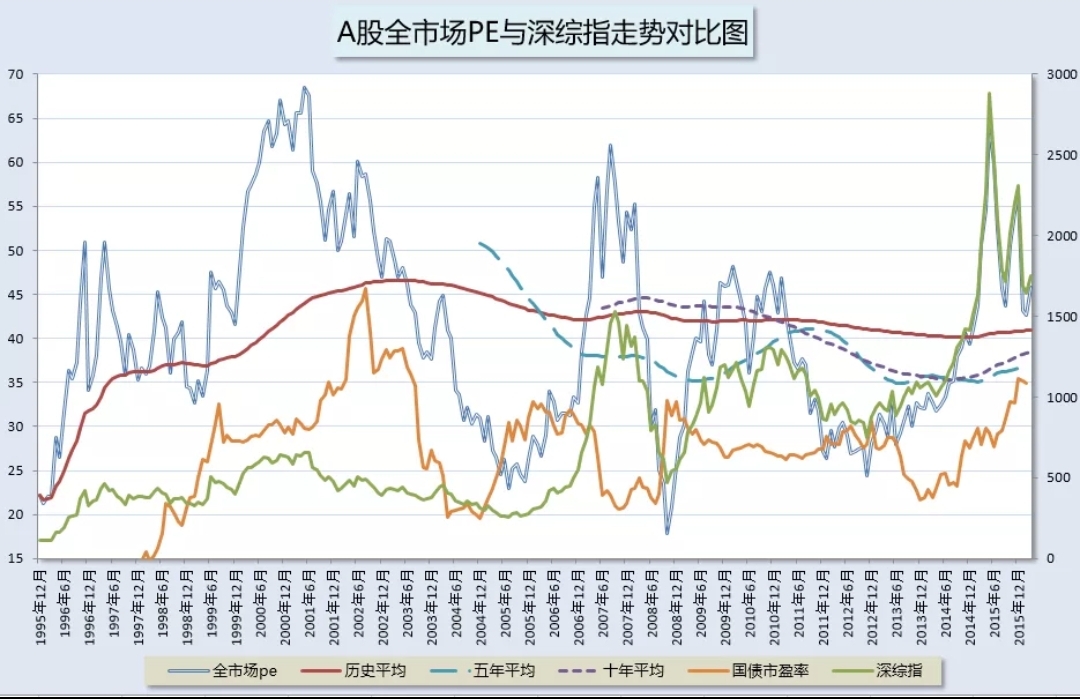 A股全市场PE与深综指走势对比图
70
65
60
55
50
45
40
35
30
25
20
15
3000
2500
2000
1500
1000
500
0
1995年12月
1996年6月
1996年12月
1997年6月
1997年12月
1998年6月
1998年12月
1999年6月
1999年12月
2000年6月
2000年12月
2001年6月
2001年12月
2002年6月
2002年12月
2003年6月
2003年12月
2004年6月
2004年12月
2005年6月
2005年12月
2006年6月
2006年12月
2007年6月
2007年12月
2008年6月
2008年12月
2009年6月
2009年12月
2010年6月
2010年12月
2011年6月
2011年12月
2012年6月
2012年12月
2013年6月
2013年12月
2014年6月
2014年12月
2015年6月
2015年12月
全市场pe 历史平均 五年平均 十年平均 国债市盈率 深综指